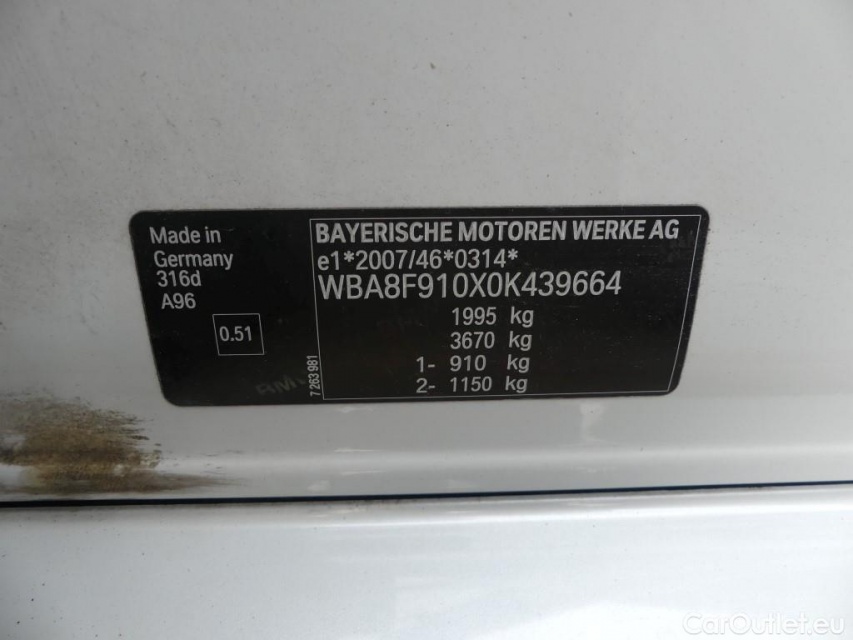 Made in
Germany
316d
A96
0.51
7 263 981
BAYERISCHE MOTOREN WERKE AG
e1*2007/46*0314*
WBA8F910X0K439664
1995 kg
3670 kg
1- 910 kg
2- 1150 kg
CarOutlet.eu